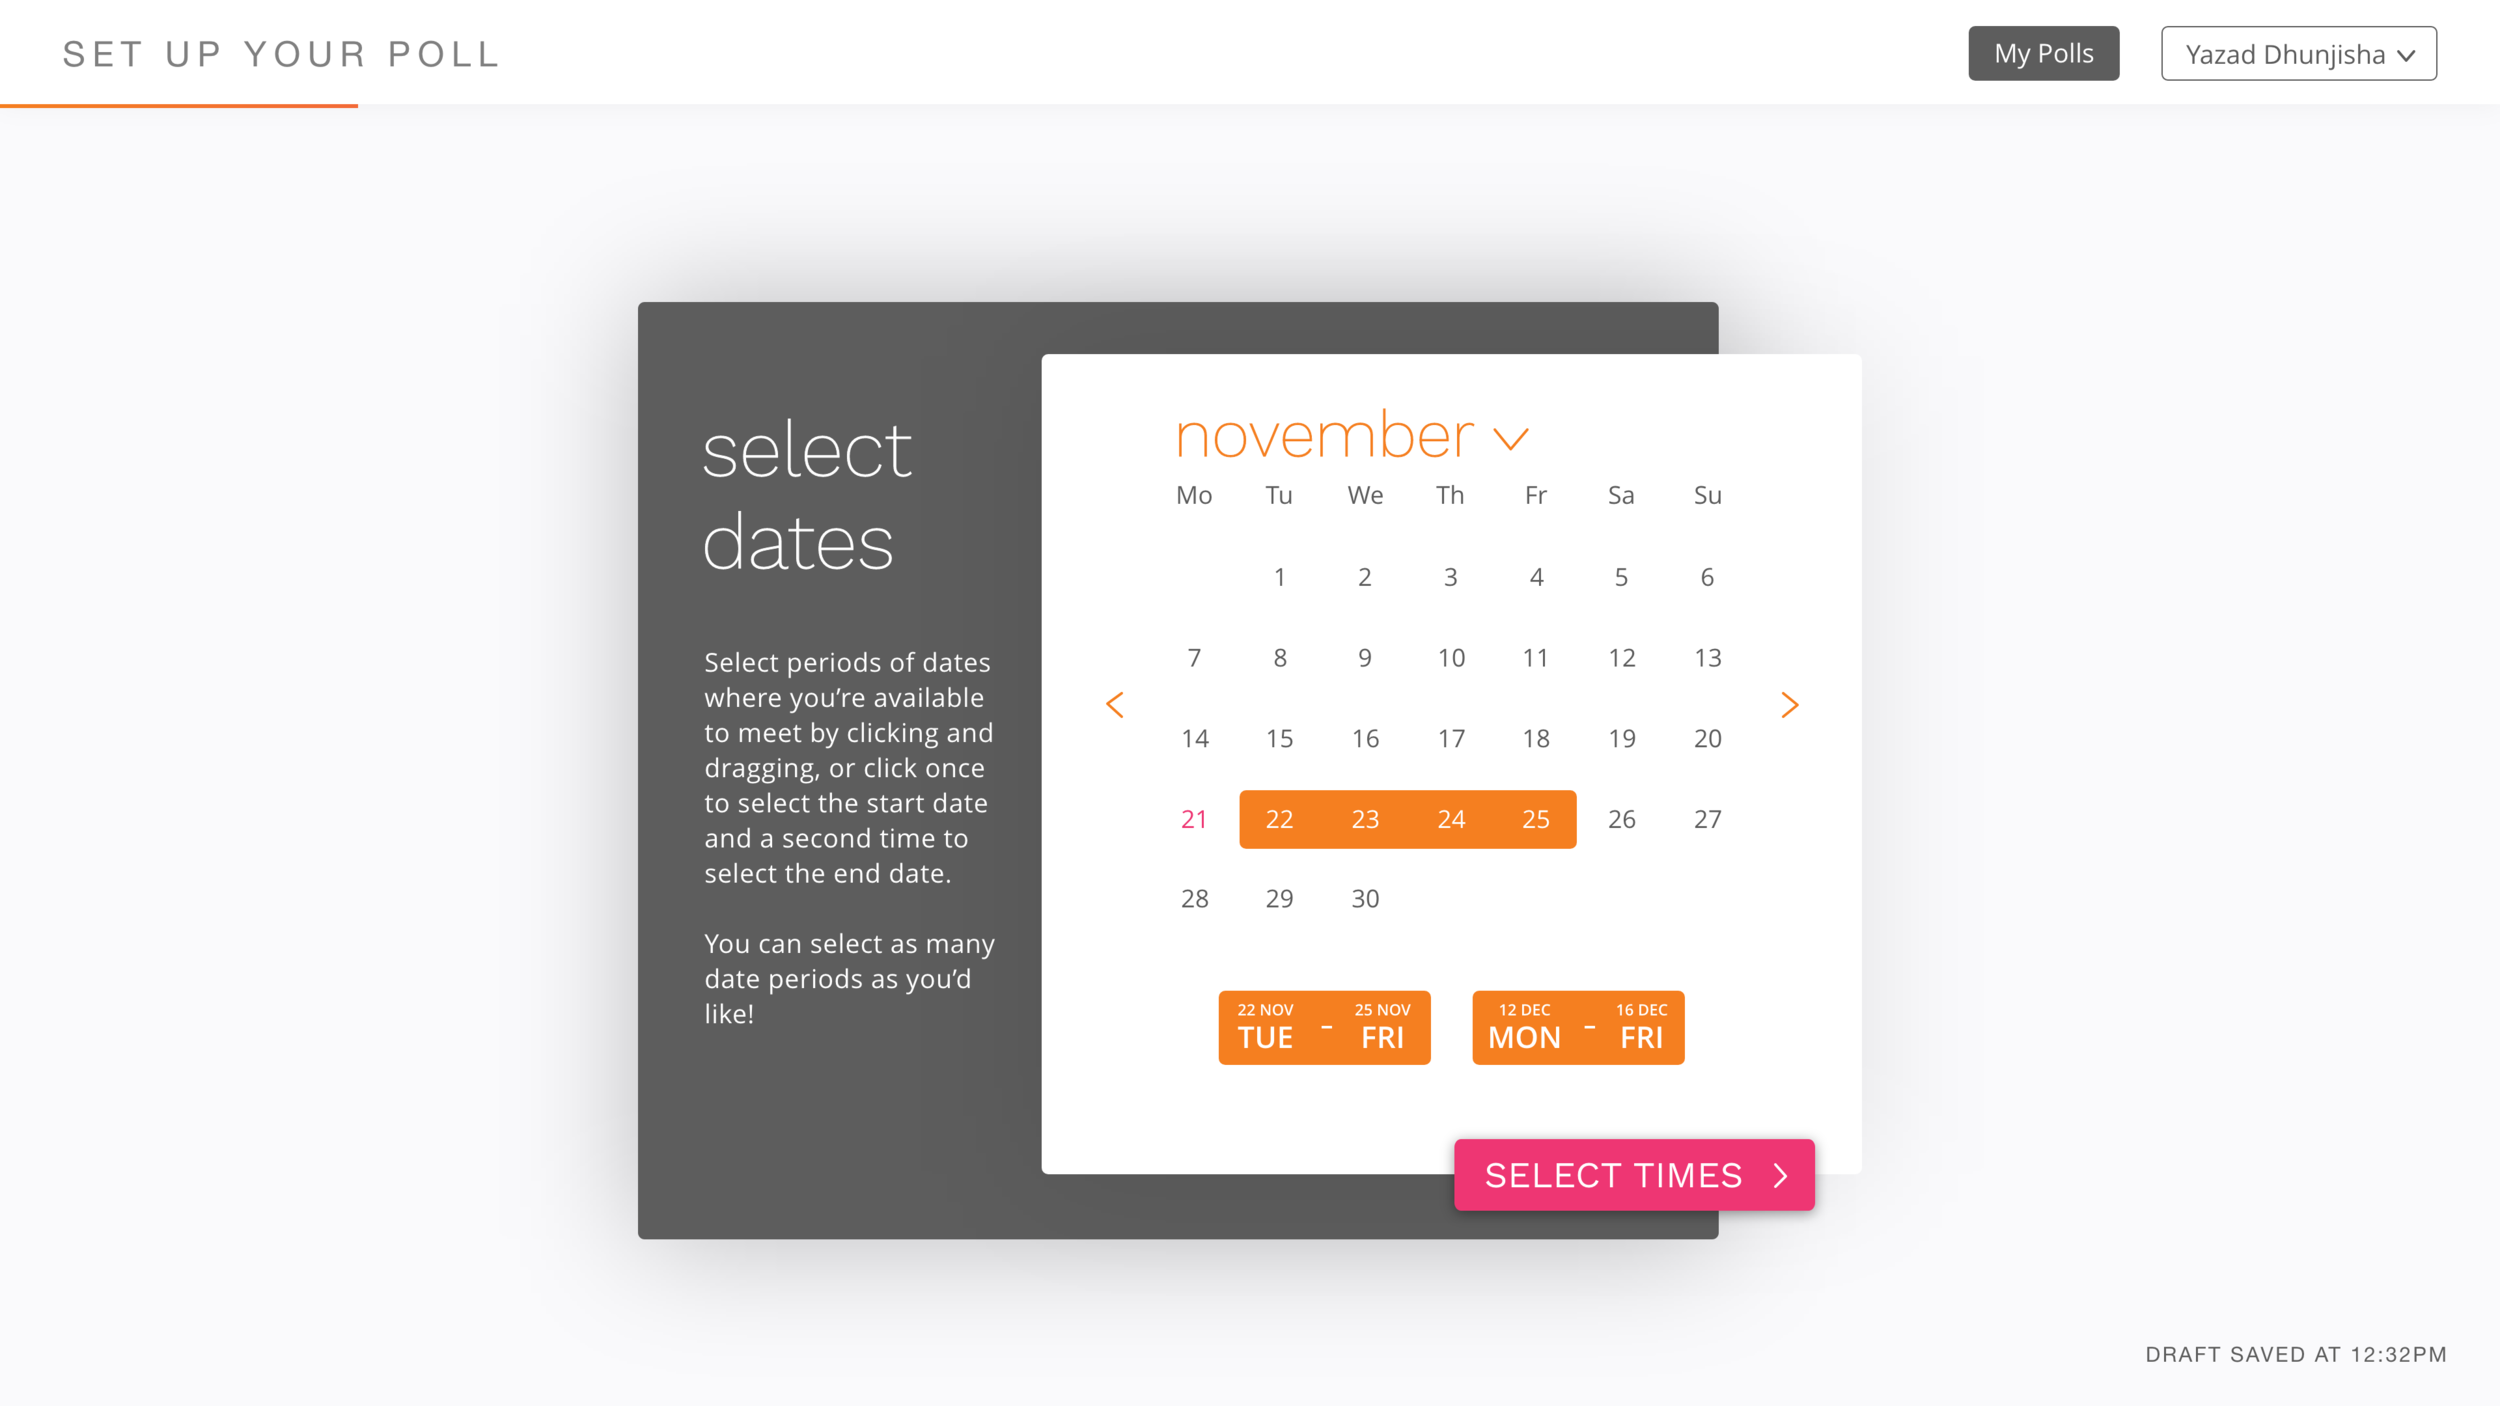 SET UP YOUR POLL
My Polls
Yazad Dhunjisha
select
dates
Select periods of dates
where you’re available
to meet by clicking and
dragging, or click once
to select the start date
and a second time to
select the end date.
You can select as many
date periods as you’d
like!
november
Mo Tu We Th Fr Sa Su
1 2 3 4 5 6
7 8 9 10 11 12 13
14 15 16 17 18 19 20
21 22 23 24 25 26 27
28 29 30
22 NOV 25 NOV
TUE - FRI
12 DEC 16 DEC
MON - FRI
SELECT TIMES
DRAFT SAVED AT 12:32PM